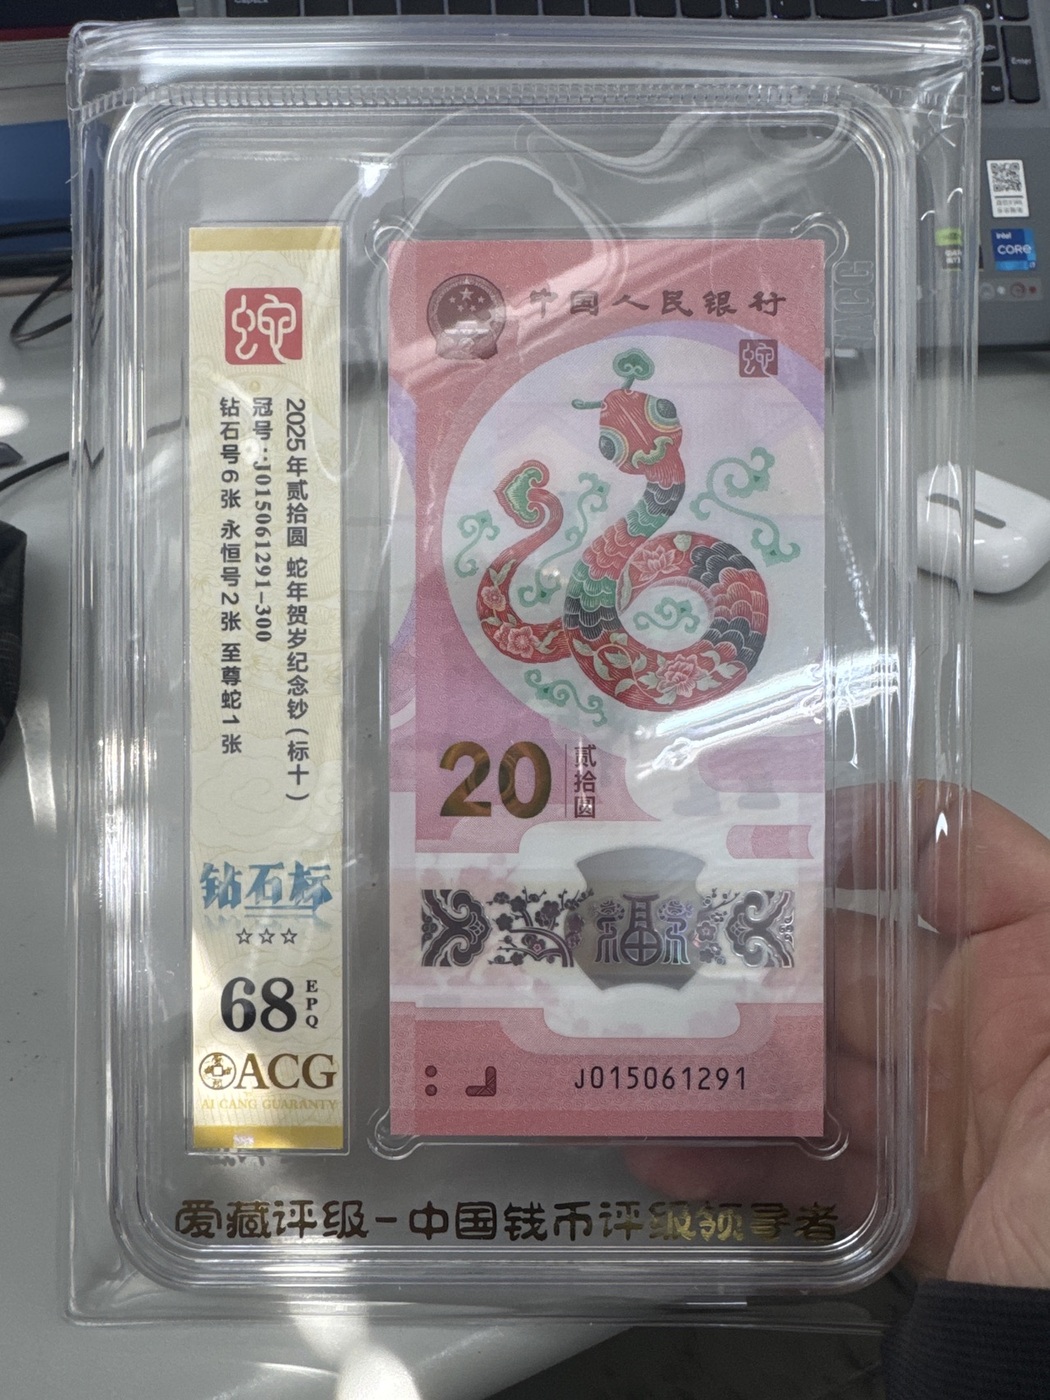 Enter
intel
CORE
蛇
2025年贰拾圆 蛇年贺岁纪念钞(标十)
冠号:J015061291-300
钻石号6张 永恒号2张 至尊蛇1张
钻石标
☆☆☆
68
EPQ
ACG
AI CANG GUARANTY
中国人民银行
蛇
20
贰拾圆
福
J015061291
爱藏评级-中国钱币评级领导者